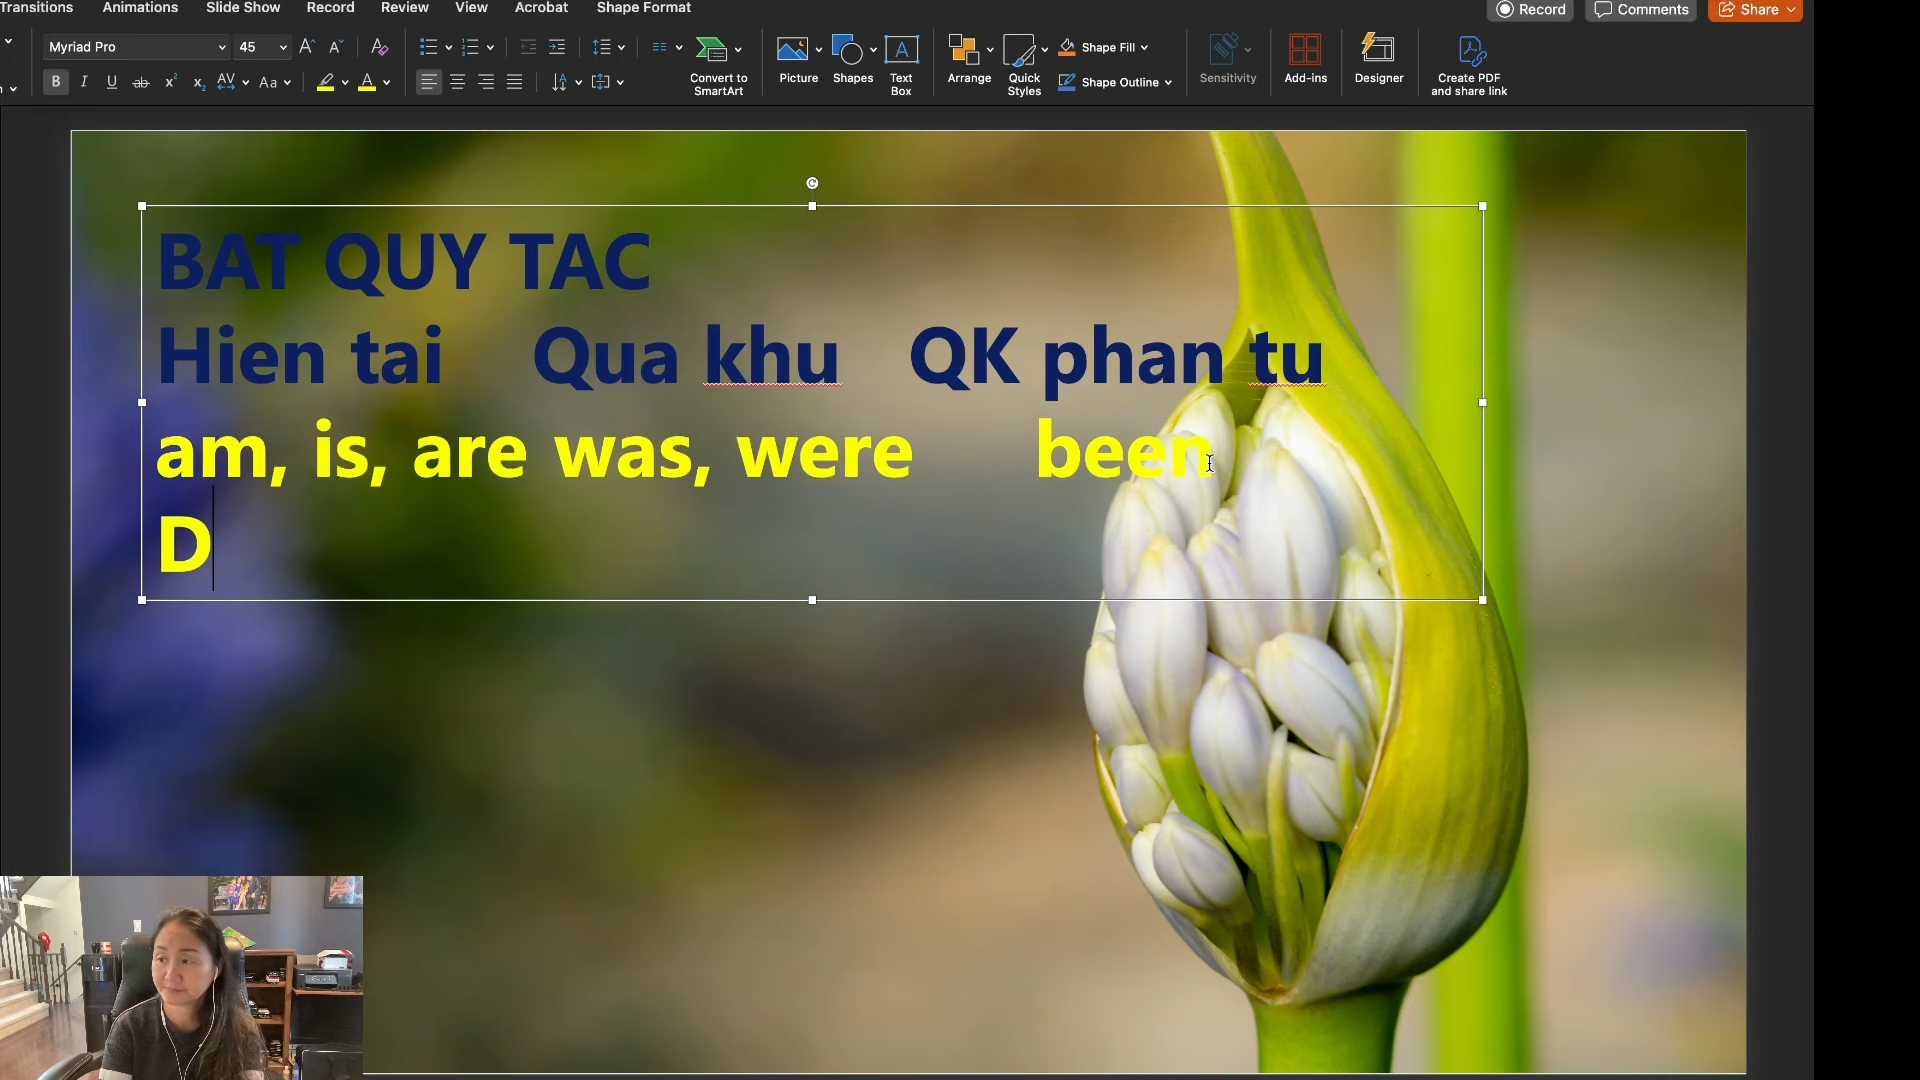 Transitions Animations Slide Show Record Review View Acrobat Shape Format Record Comments Share
Myriad Pro 45 Convert to SmartArt Picture Shapes Text Box Arrange Quick Styles Shape Fill Shape Outline Sensitivity Add-ins Designer Create PDF and share link
BAT QUY TAC
Hien tai Qua khu QK phan tu
am, is, are was, were been
D